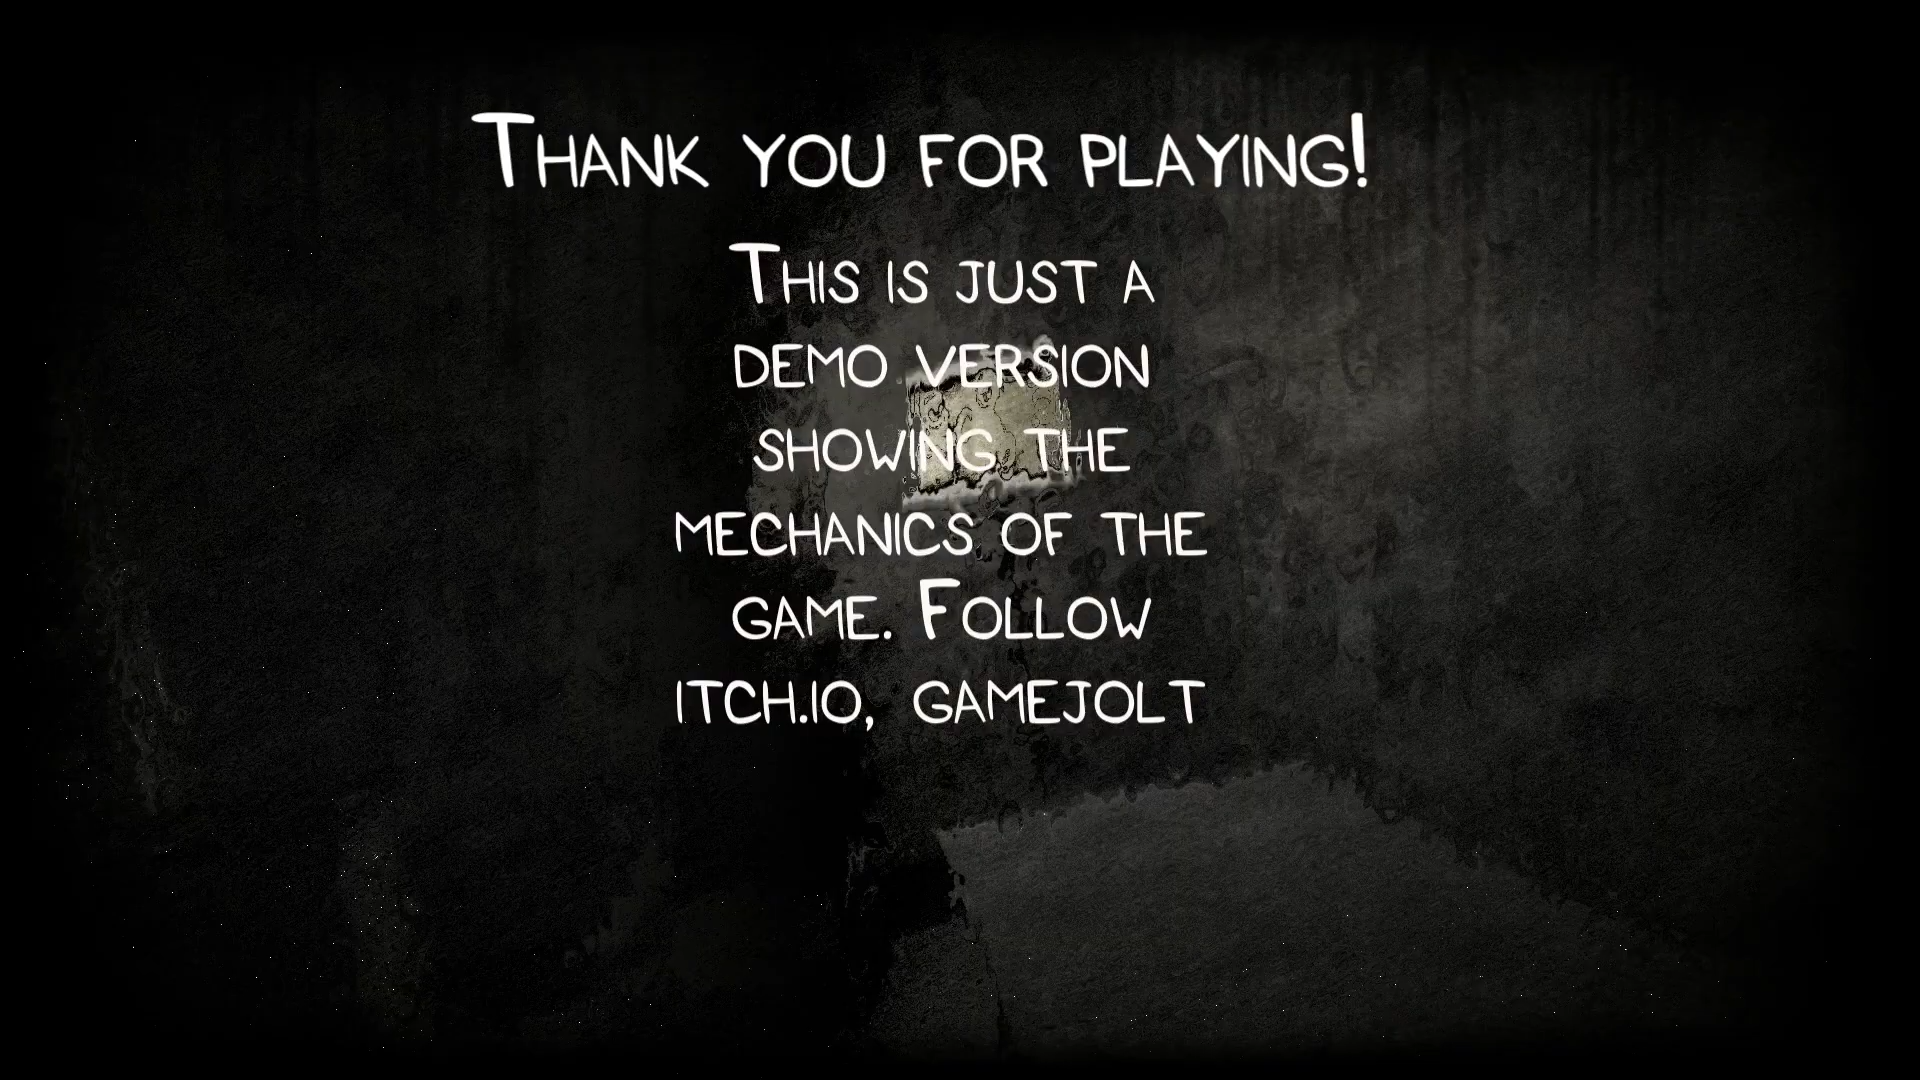 Thank you for playing!
This is just a
demo version
showing the
mechanics of the
game. Follow
itch.io, gamejolt